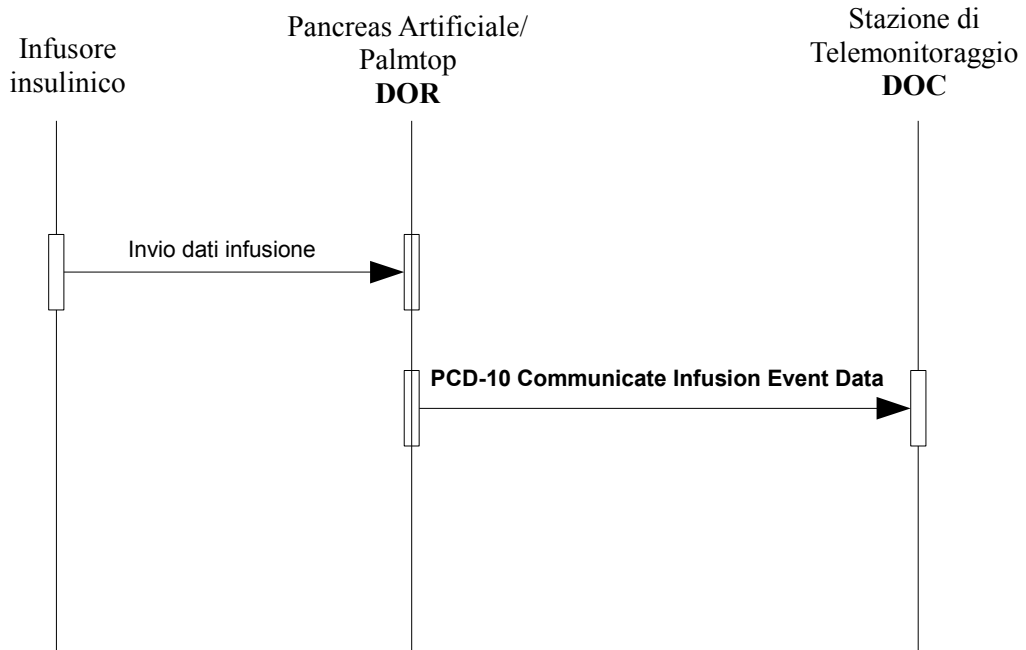 Infusore
insulinico
Pancreas Artificiale/
Palmtop
DOR
Stazione di
Telemonitoraggio
DOC
Invio dati infusione
PCD-10 Communicate Infusion Event Data